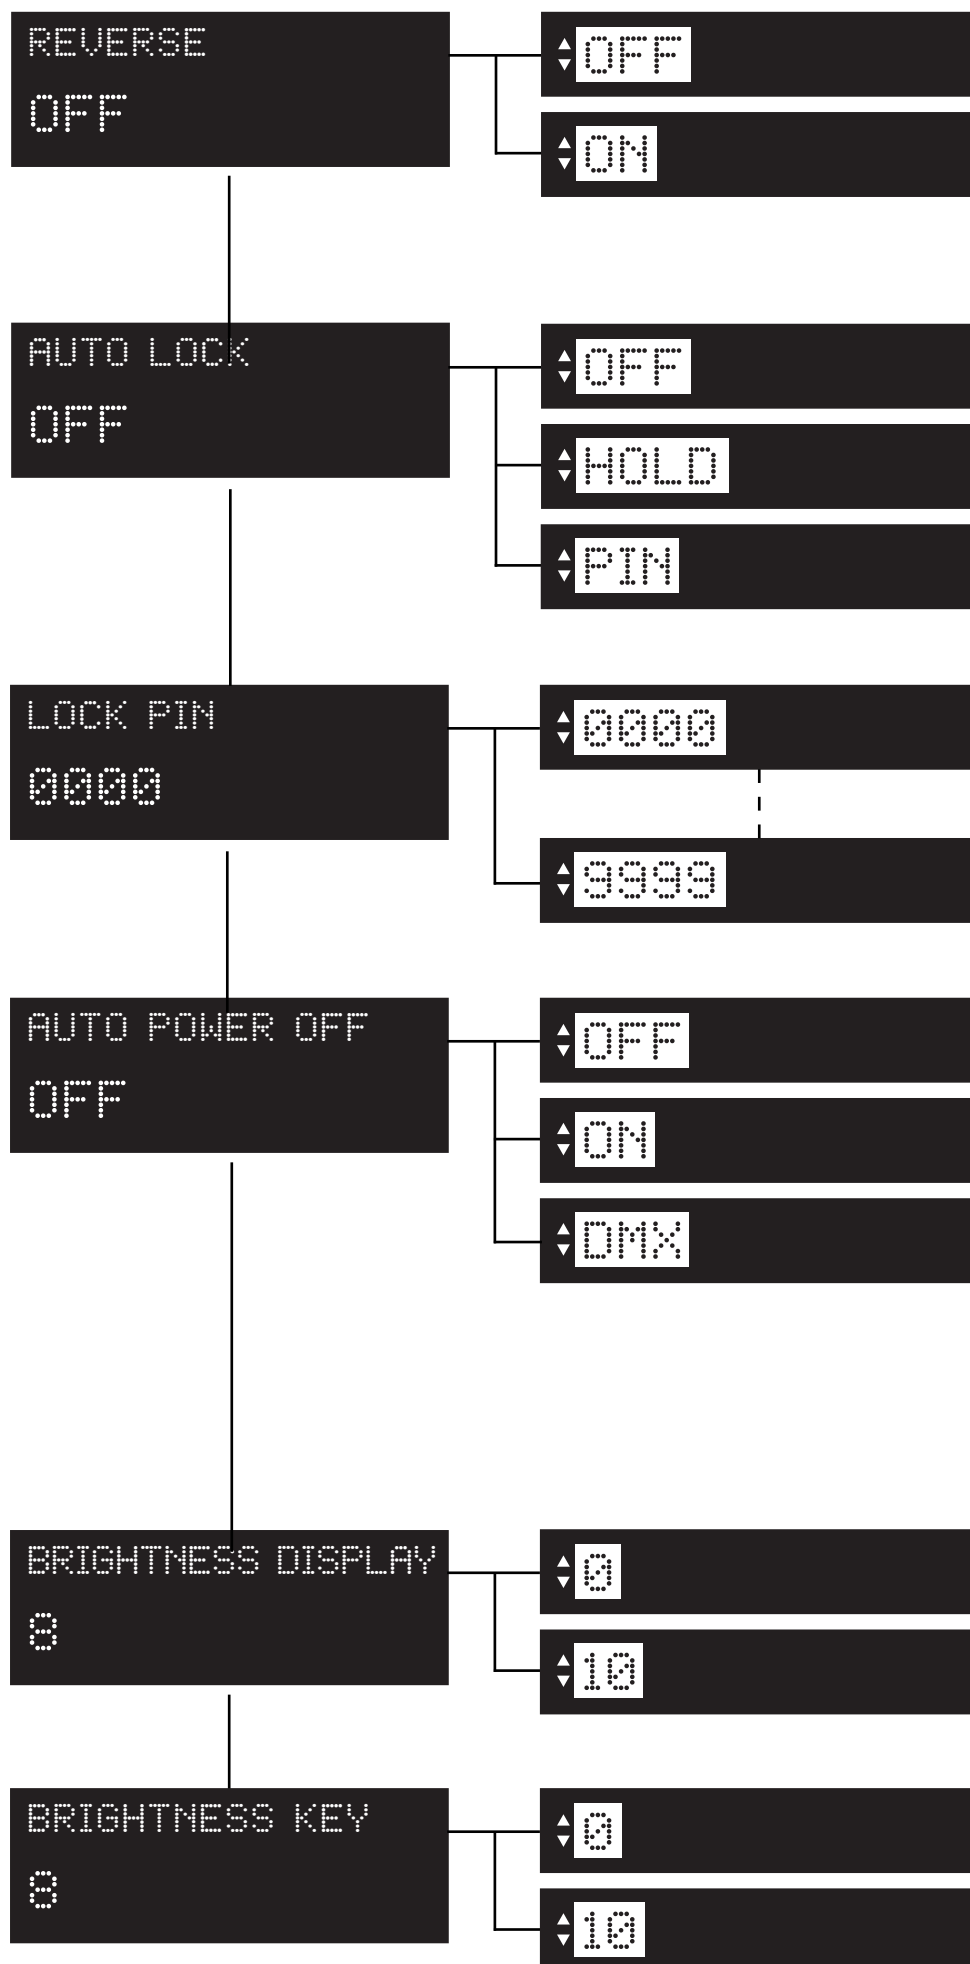 REVERSE
OFF
OFF
ON
AUTO LOCK
OFF
OFF
HOLD
PIN
LOCK PIN
0000
0000
9999
AUTO POWER OFF
OFF
OFF
ON
DMX
BRIGHTNESS DISPLAY
8
0
10
BRIGHTNESS KEY
8
0
10